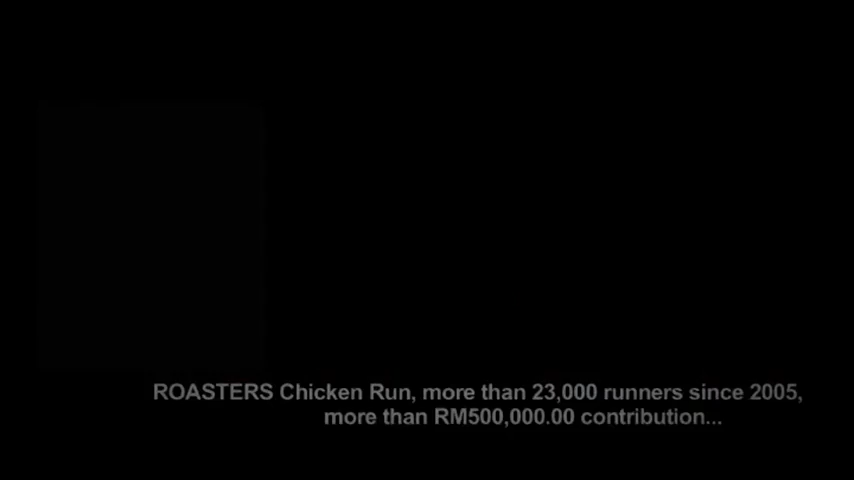 ROASTERS Chicken Run, more than 23,000 runners since 2005,
more than RM500,000.00 contribution...